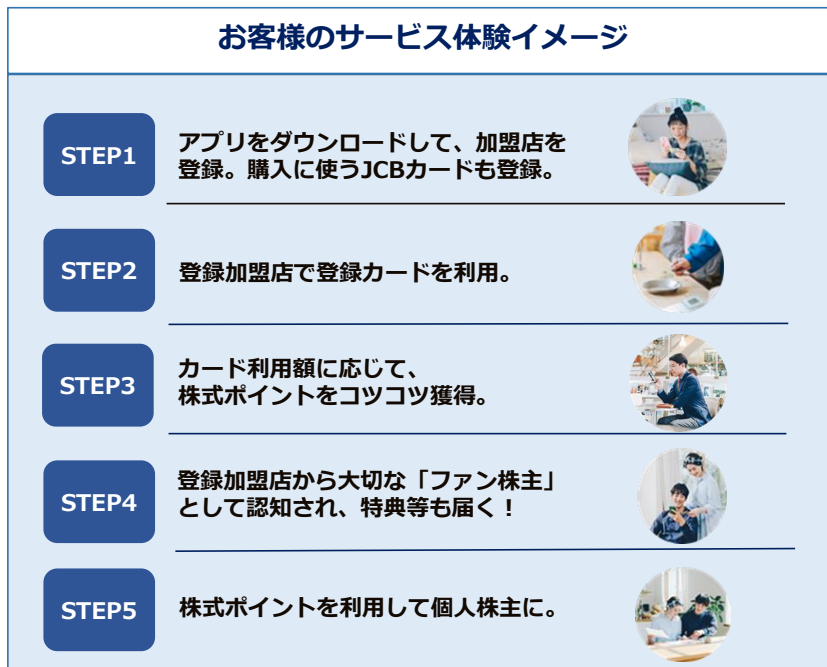 お客様のサービス体験イメージ
STEP1
アプリをダウンロードして、加盟店を
登録。購入に使うJCBカードも登録。
STEP2
登録加盟店で登録カードを利用。
STEP3
カード利用額に応じて、
株式ポイントをコツコツ獲得。
STEP4
登録加盟店から大切な「ファン株主」
として認知され、特典等も届く！
STEP5
株式ポイントを利用して個人株主に。